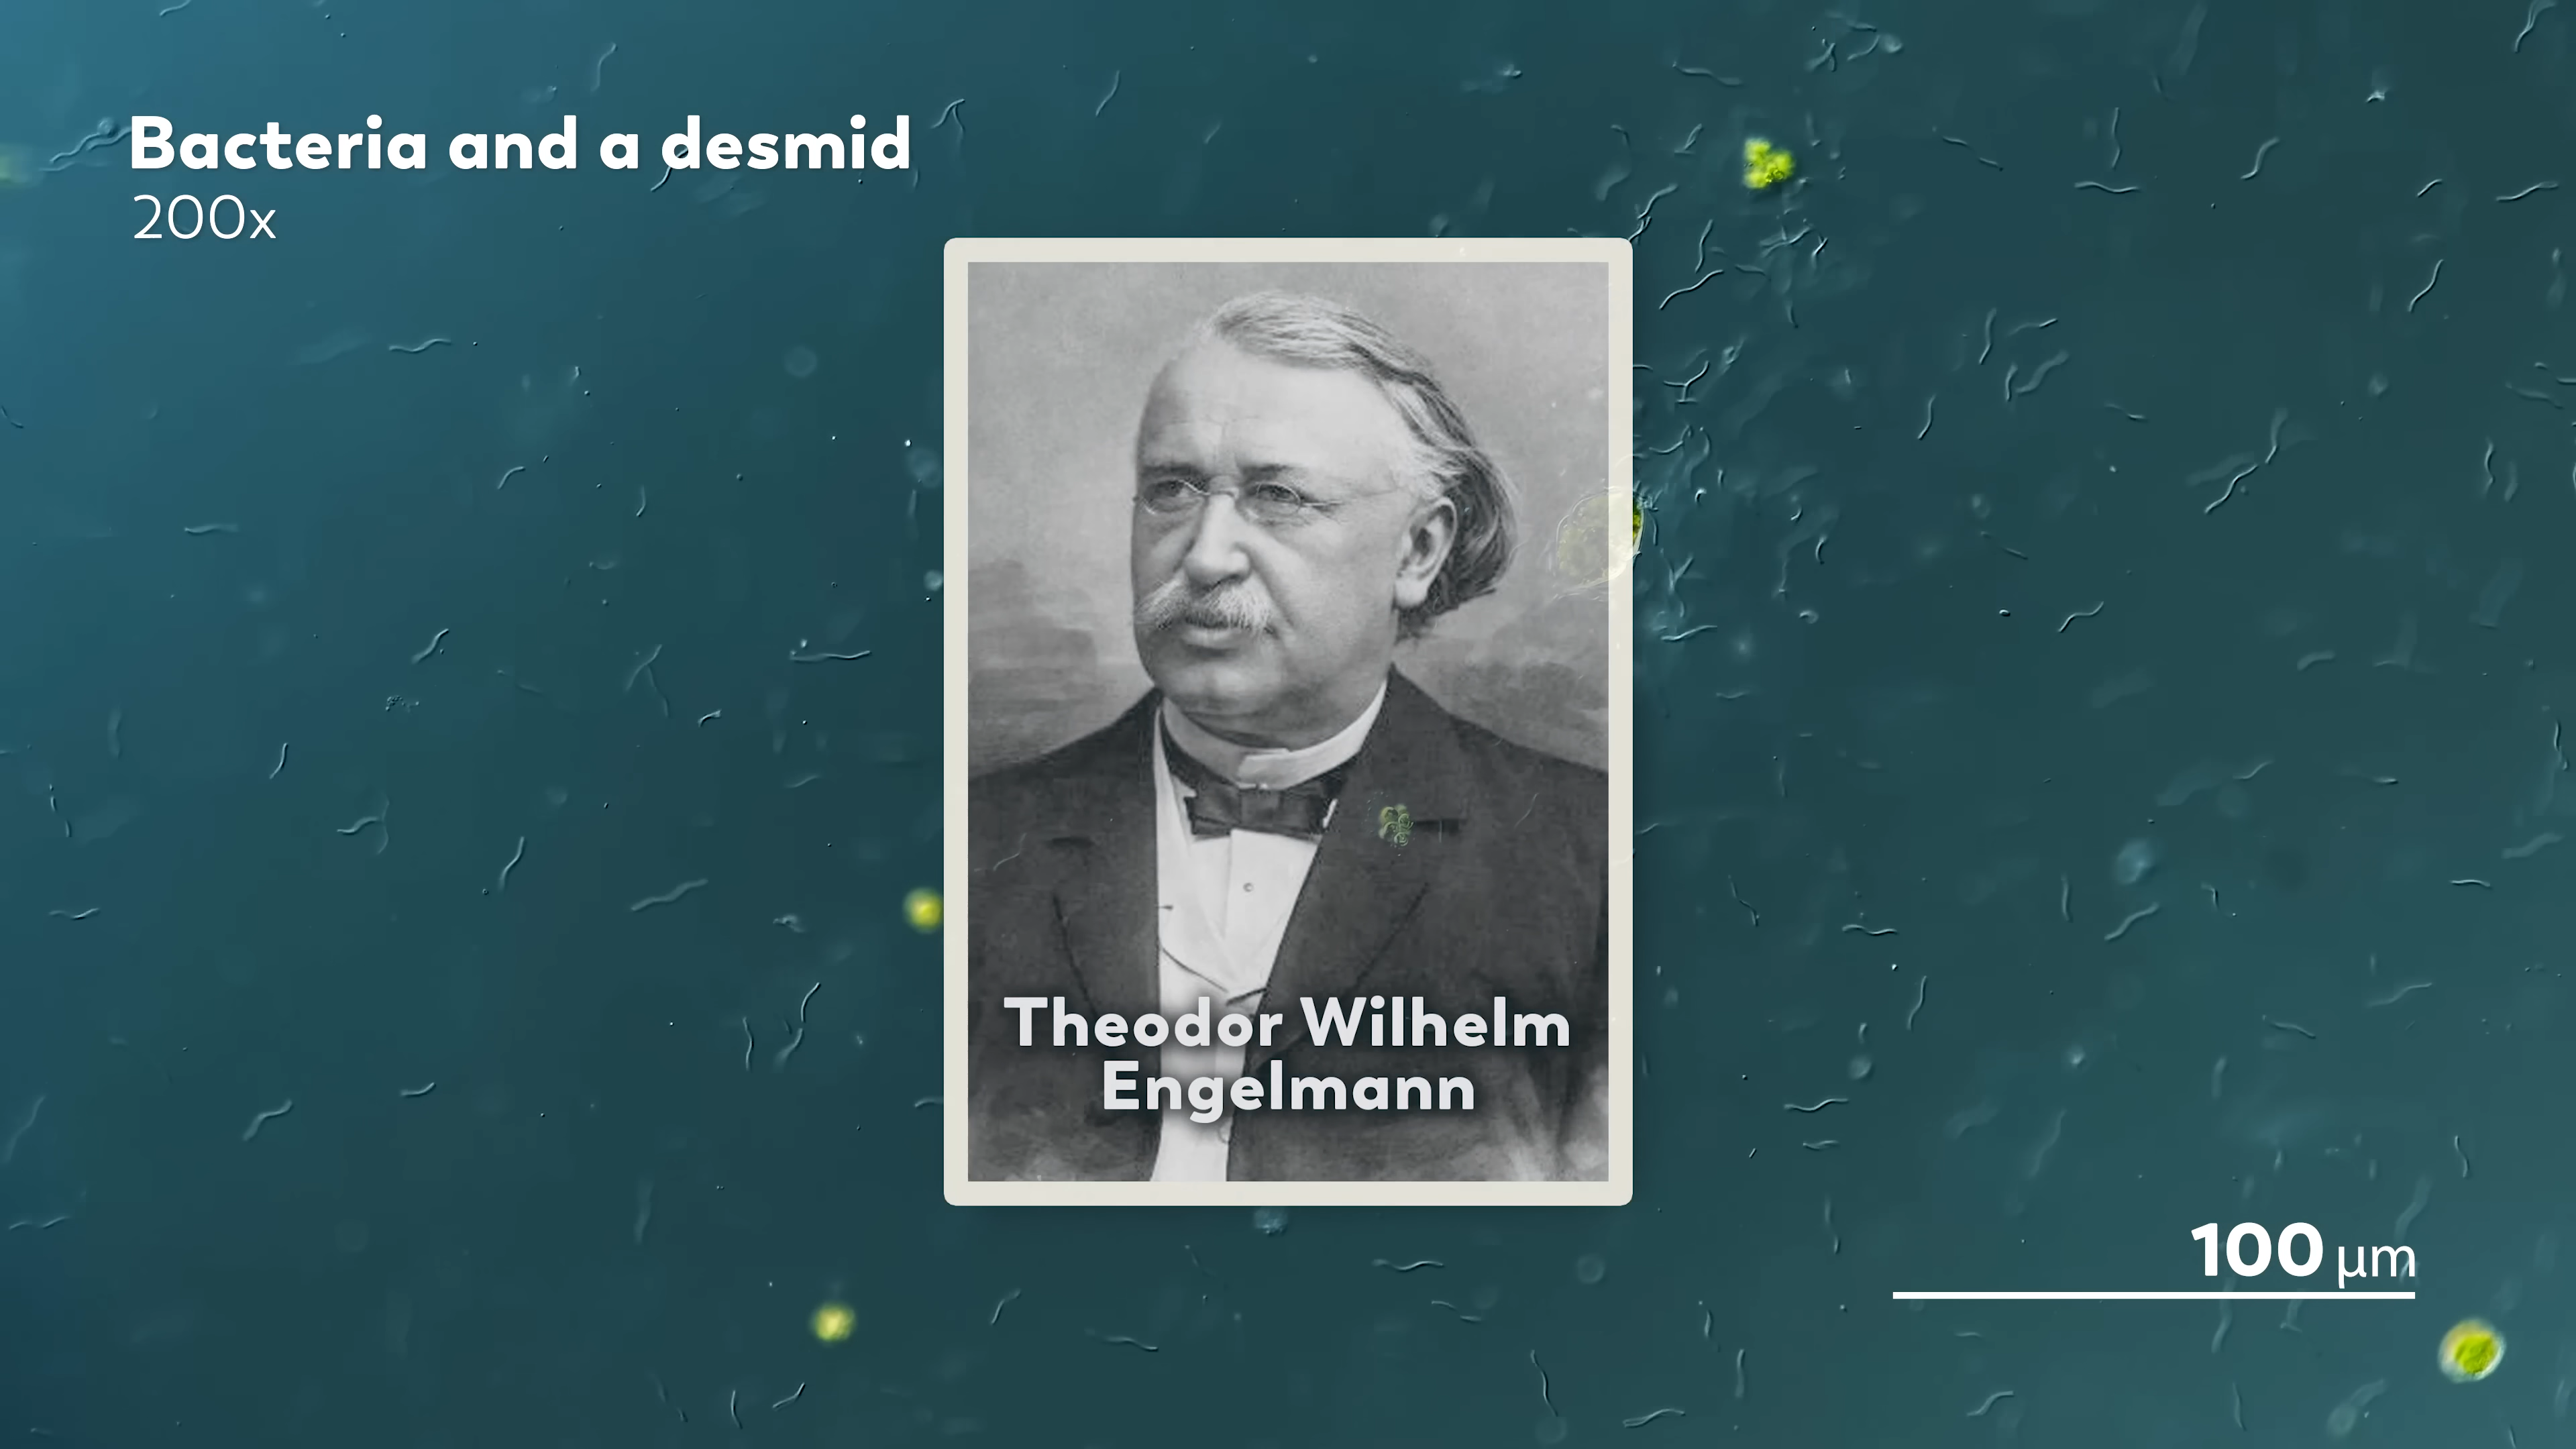 Bacteria and a desmid
200x
Theodor Wilhelm
Engelmann
100 µm